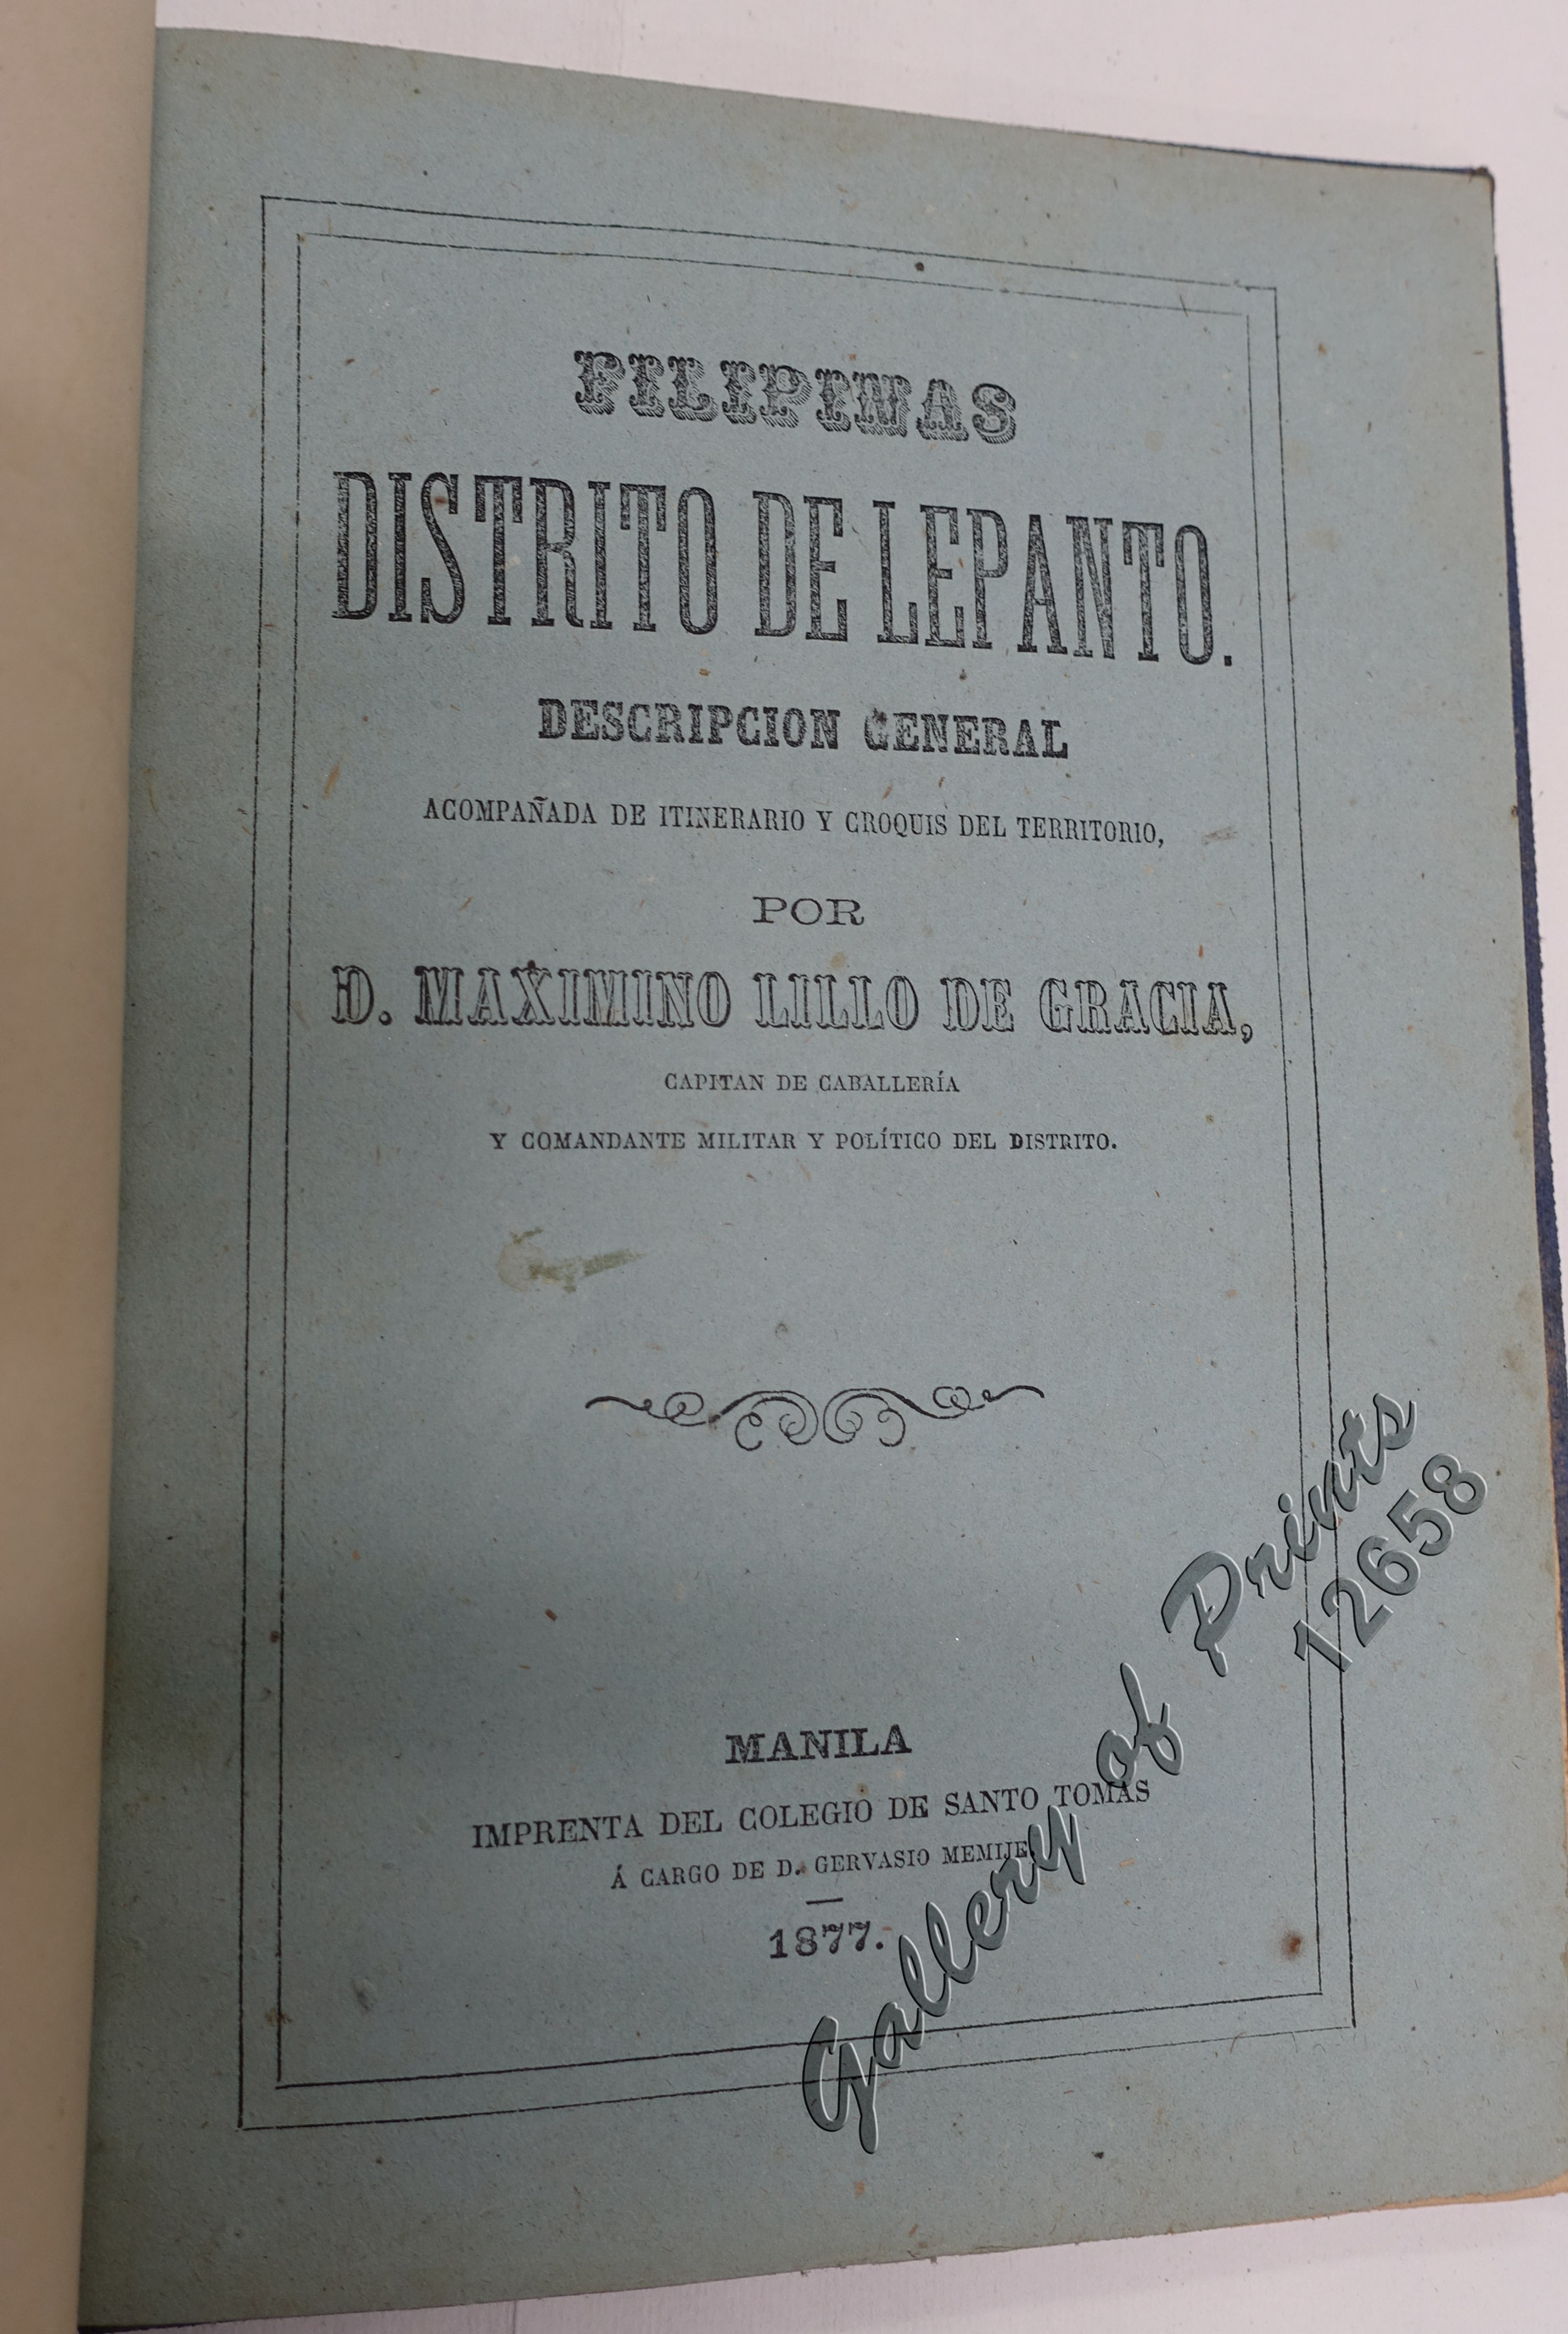 FILIPINAS
DISTRITO DE LEPANTO.
DESCRIPCION GENERAL
ACOMPAÑADA DE ITINERARIO Y CROQUIS DEL TERRITORIO,
POR
D. MAXIMINO LILLO DE GRACIA,
CAPITAN DE CABALLERÍA
Y COMANDANTE MILITAR Y POLÍTICO DEL DISTRITO.
MANILA
IMPRENTA DEL COLEGIO DE SANTO TOMAS
Á CARGO DE D. GERVASIO MEMIJE
1877.
Gallery of Prints
12658